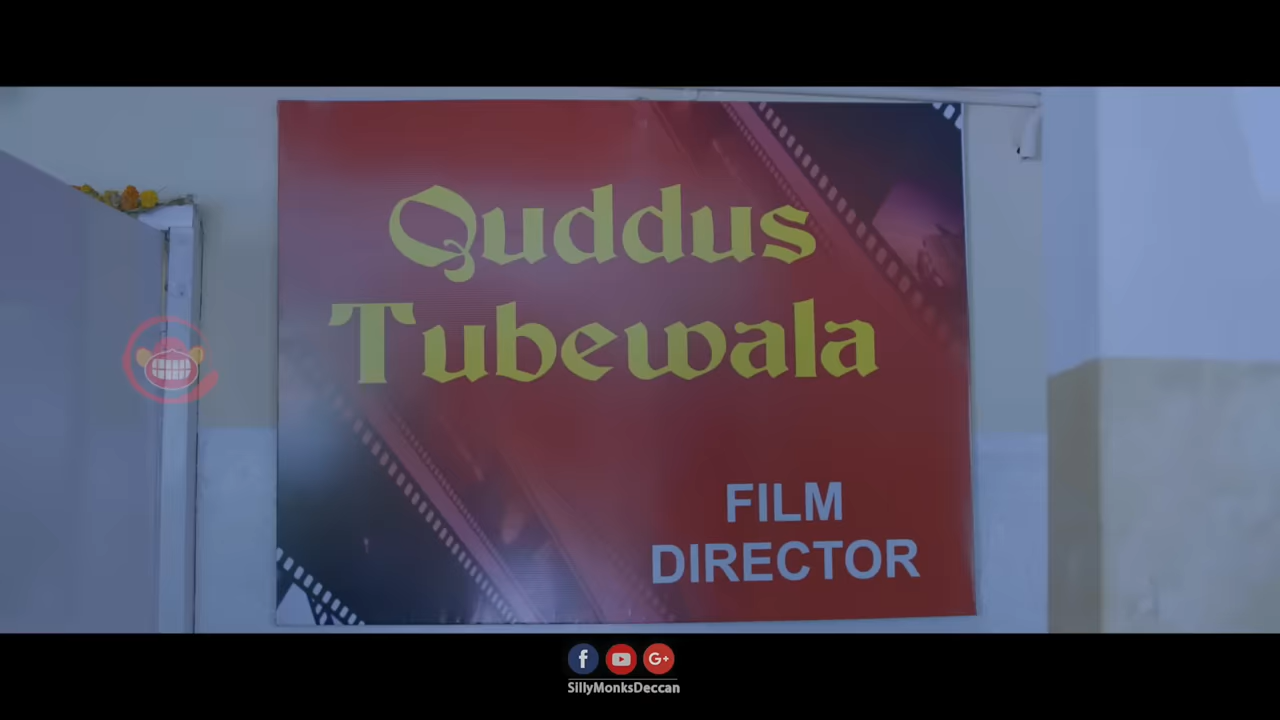 Quddus
Tubewala
FILM
DIRECTOR
f
G+
SillyMonksDeccan